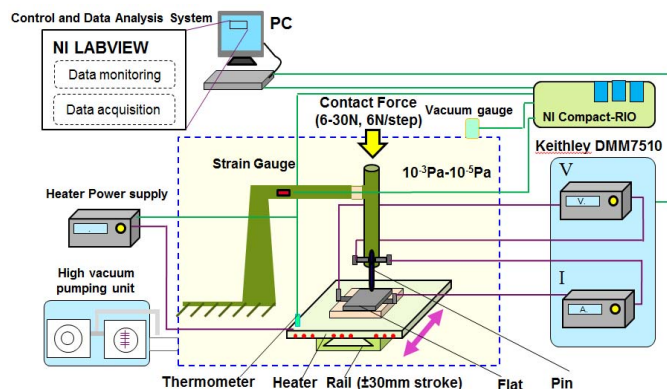 Control and Data Analysis System
PC
NI LABVIEW
Data monitoring
Data acquisition
Contact Force
(6-30N, 6N/step)
Vacuum gauge
NI Compact-RIO
Keithley DMM7510
Strain Gauge
10⁻³Pa-10⁻⁵Pa
V
V.
Heater Power supply
High vacuum
pumping unit
I
A.
Thermometer
Heater
Rail (±30mm stroke)
Flat
Pin